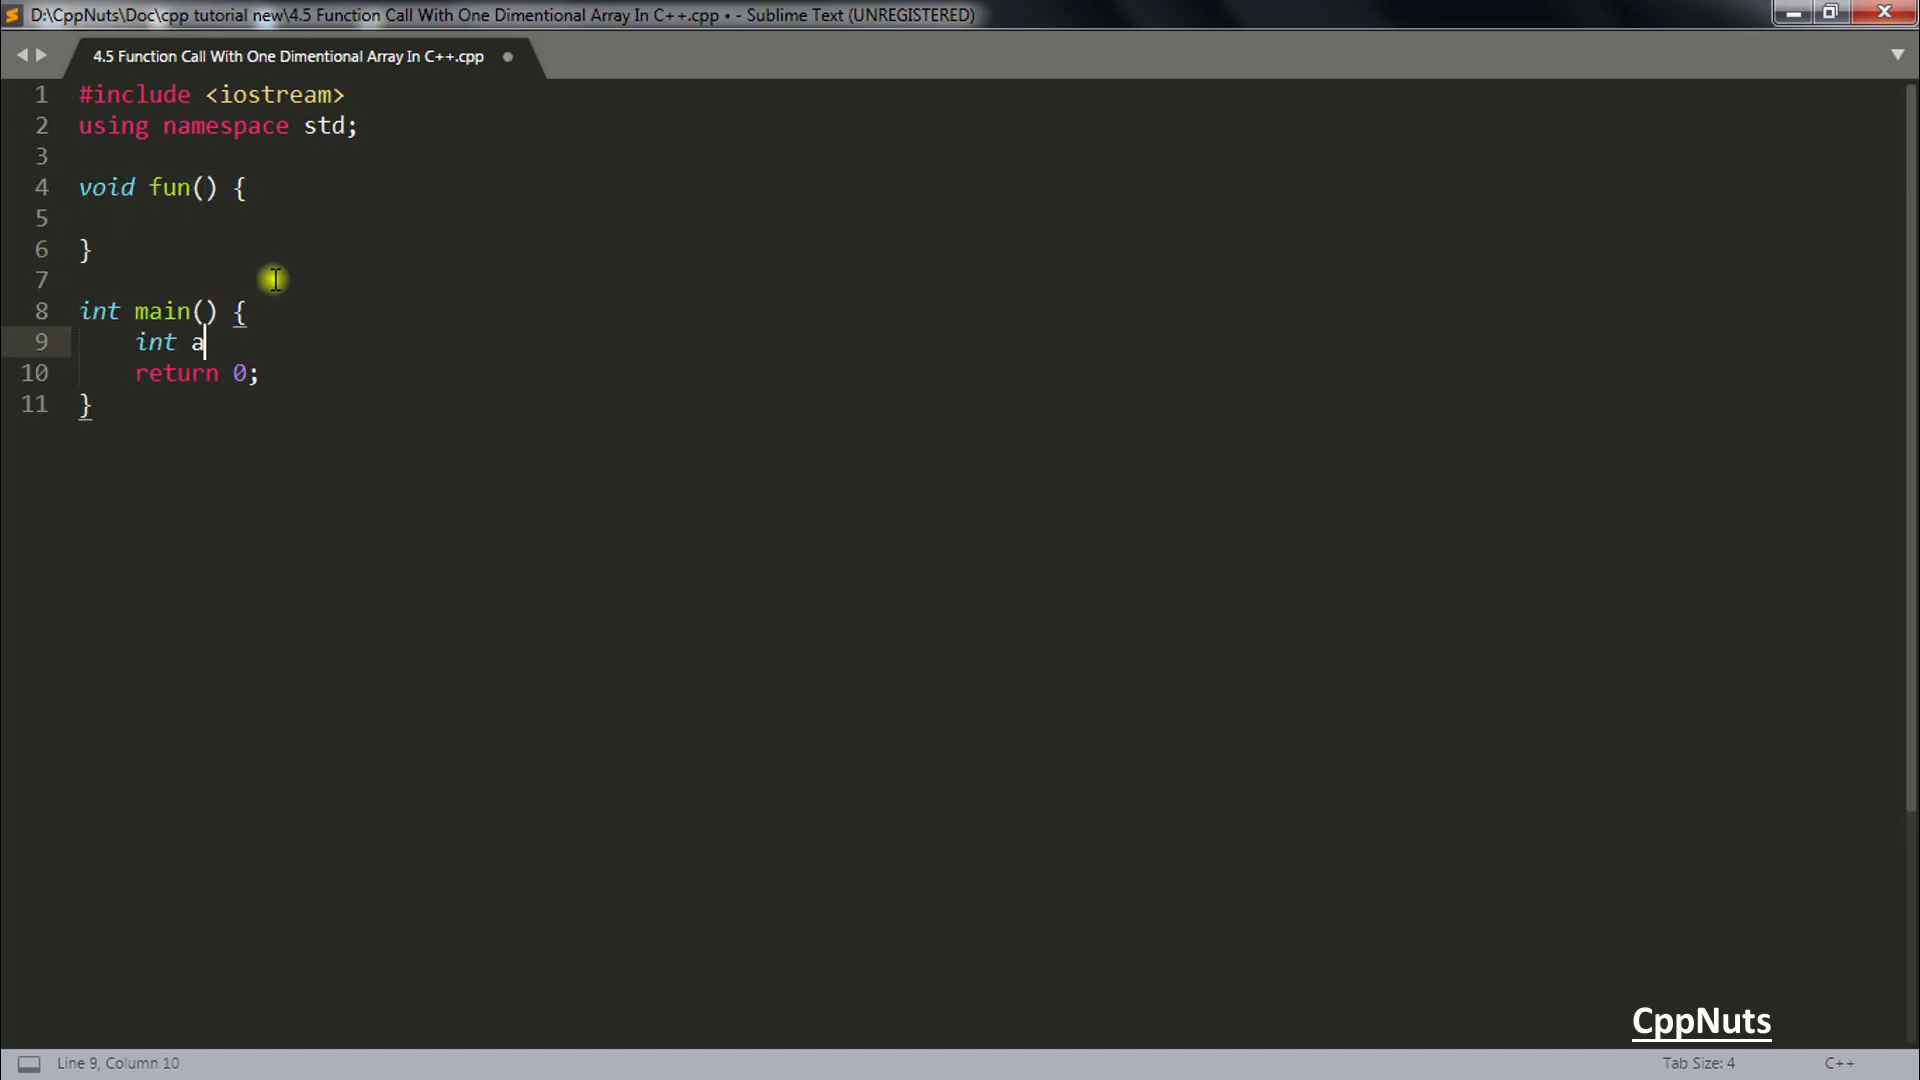 D:\CppNuts\Doc\cpp tutorial new\4.5 Function Call With One Dimentional Array In C++.cpp • - Sublime Text (UNREGISTERED)
4.5 Function Call With One Dimentional Array In C++.cpp
1 #include <iostream>
2 using namespace std;
3
4 void fun() {
5
6 }
7
8 int main() {
9     int a
10     return 0;
11 }
CppNuts
Line 9, Column 10
Tab Size: 4
C++